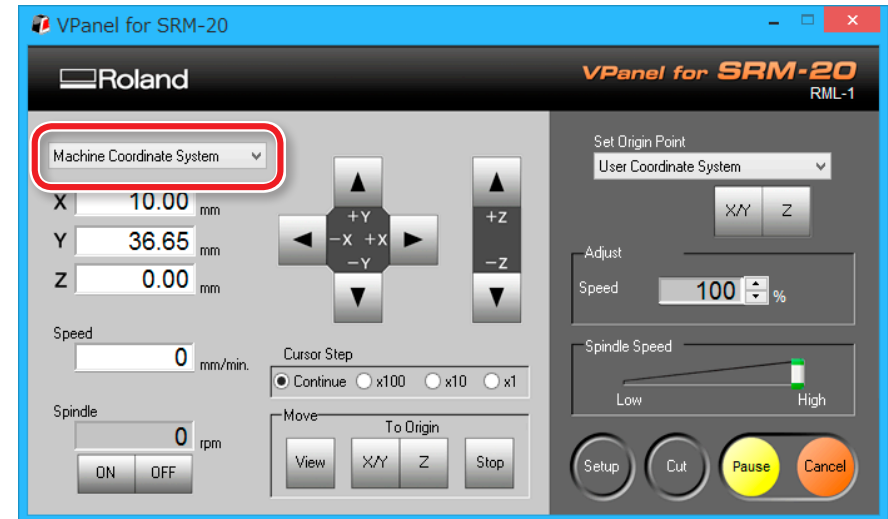 VPanel for SRM-20
Roland
VPanel for SRM-20
RML-1
Machine Coordinate System
X 10.00 mm
Y 36.65 mm
Z 0.00 mm
Speed
0 mm/min.
Spindle
0 rpm
ON OFF
+Y
-X +X
-Y
+Z
-Z
Cursor Step
Continue x100 x10 x1
Move
To Origin
View X/Y Z Stop
Set Origin Point
User Coordinate System
X/Y Z
Adjust
Speed 100 %
Spindle Speed
Low High
Setup Cut Pause Cancel